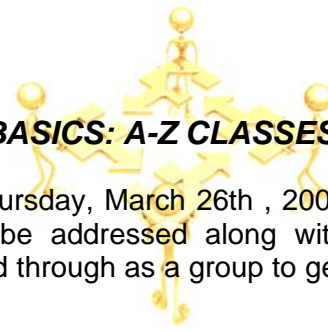 BASICS: A-Z CLASSES
ursday, March 26th , 200
be addressed along wit
d through as a group to ge